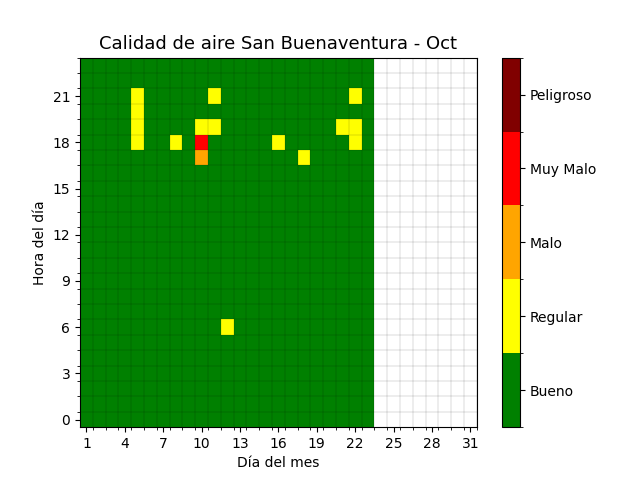 Calidad de aire San Buenaventura - Oct
21
18
15
12
9
6
3
0
Hora del día
1 4 7 10 13 16 19 22 25 28 31
Día del mes
Peligroso
Muy Malo
Malo
Regular
Bueno